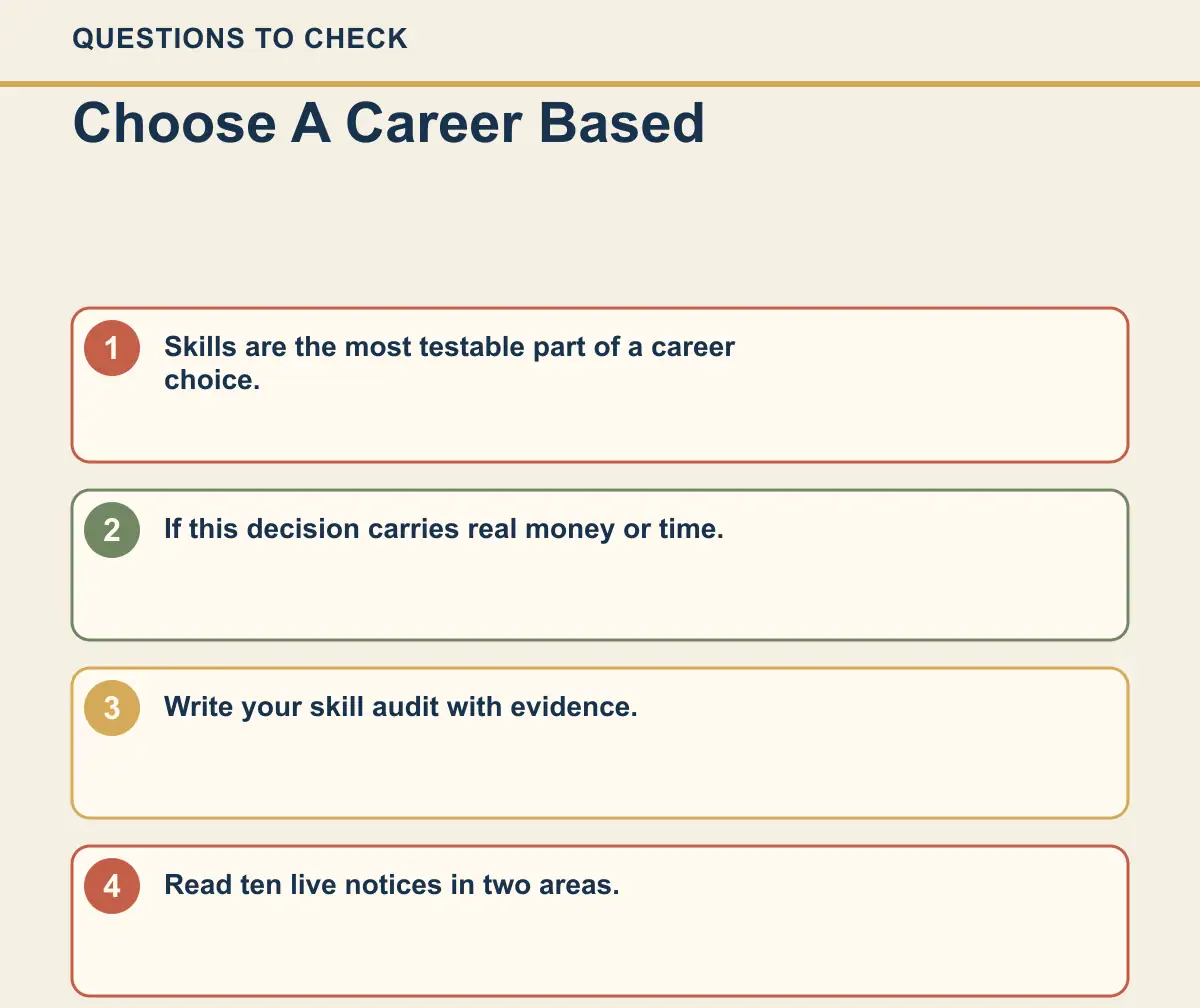 QUESTIONS TO CHECK
Choose A Career Based
1
Skills are the most testable part of a career
choice.
2
If this decision carries real money or time.
3
Write your skill audit with evidence.
4
Read ten live notices in two areas.